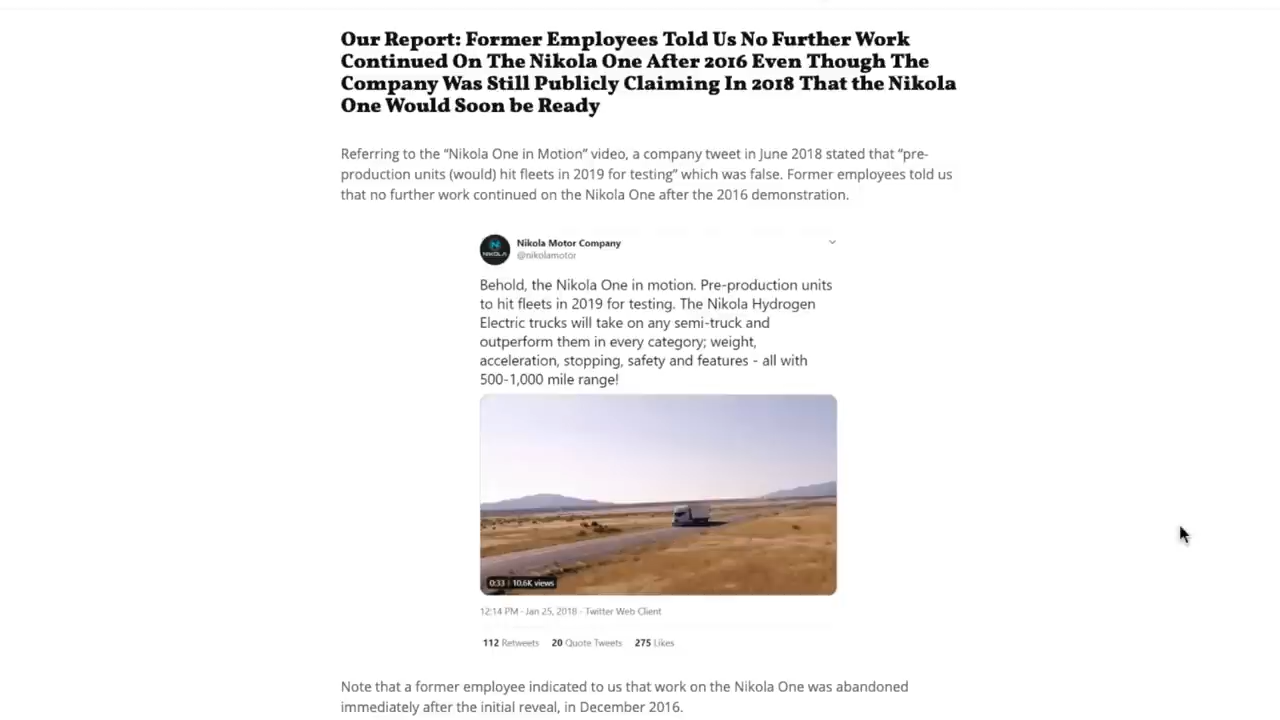 Our Report: Former Employees Told Us No Further Work
Continued On The Nikola One After 2016 Even Though The
Company Was Still Publicly Claiming In 2018 That the Nikola
One Would Soon be Ready
Referring to the “Nikola One in Motion” video, a company tweet in June 2018 stated that “pre-
production units (would) hit fleets in 2019 for testing” which was false. Former employees told us
that no further work continued on the Nikola One after the 2016 demonstration.
NIKOLA
Nikola Motor Company
@nikolamotor
Behold, the Nikola One in motion. Pre-production units
to hit fleets in 2019 for testing. The Nikola Hydrogen
Electric trucks will take on any semi-truck and
outperform them in every category; weight,
acceleration, stopping, safety and features - all with
500-1,000 mile range!
0:33 | 10.6K views
12:14 PM · Jan 25, 2018 · Twitter Web Client
112 Retweets 20 Quote Tweets 275 Likes
Note that a former employee indicated to us that work on the Nikola One was abandoned
immediately after the initial reveal, in December 2016.